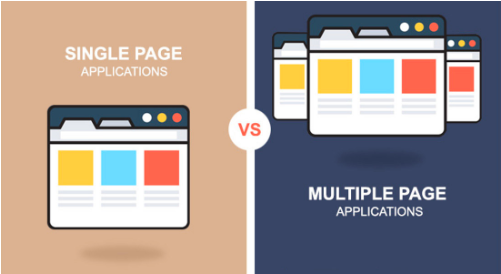 SINGLE PAGE
APPLICATIONS
VS
MULTIPLE PAGE
APPLICATIONS